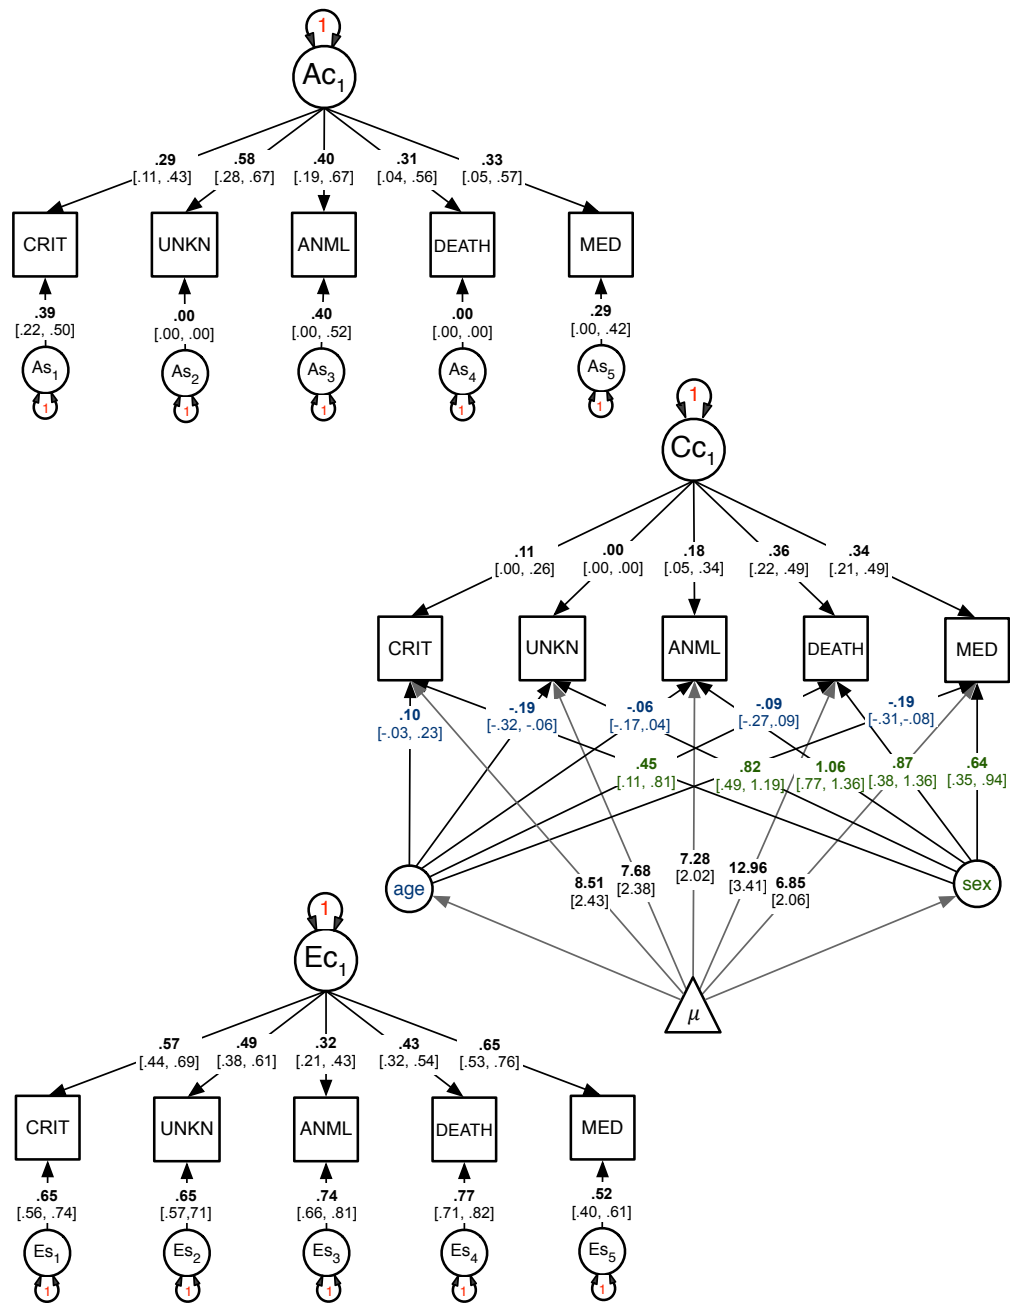 1
Ac1
.29 .58 .40 .31 .33
[.11, .43] [.28, .67] [.19, .67] [.04, .56] [.05, .57]
CRIT UNKN ANML DEATH MED
.39 .00 .40 .00 .29
[.22, .50] [.00, .00] [.00, .52] [.00, .00] [.00, .42]
As1 As2 As3 As4 As5
1 1 1 1 1
1
Cc1
.11 .00 .18 .36 .34
[.00, .26] [.00, .00] [.05, .34] [.22, .49] [.21, .49]
CRIT UNKN ANML DEATH MED
.10 -.19 -.06 -.09 -.19
[-.03, .23] [-.32, -.06] [-.17,.04] [-.27,.09] [-.31,-.08]
.45 .82 1.06 .87 .64
[.11, .81] [.49, 1.19] [.77, 1.36] [.38, 1.36] [.35, .94]
8.51 7.68 7.28 12.96 6.85
[2.43] [2.38] [2.02] [3.41] [2.06]
age sex
μ
1
Ec1
.57 .49 .32 .43 .65
[.44, .69] [.38, .61] [.21, .43] [.32, .54] [.53, .76]
CRIT UNKN ANML DEATH MED
.65 .65 .74 .77 .52
[.56, .74] [.57,71] [.66, .81] [.71, .82] [.40, .61]
Es1 Es2 Es3 Es4 Es5
1 1 1 1 1